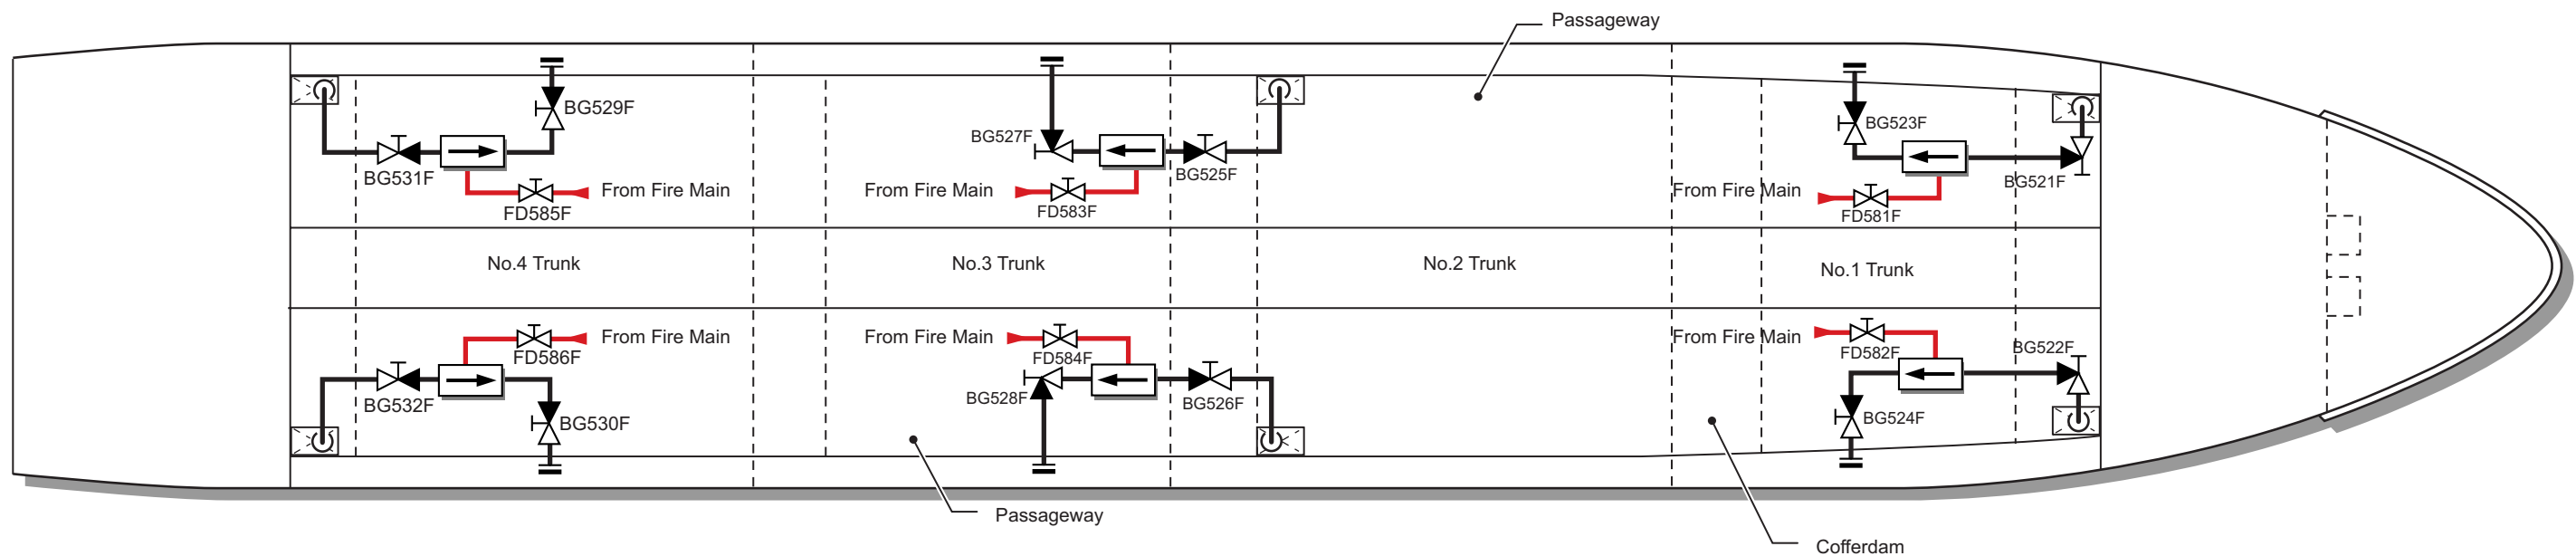 Passageway
BG529F
BG531F
From Fire Main
FD585F
BG527F
BG525F
From Fire Main
FD583F
BG523F
BG521F
From Fire Main
FD581F
No.4 Trunk
No.3 Trunk
No.2 Trunk
No.1 Trunk
From Fire Main
FD586F
BG532F
BG530F
From Fire Main
FD584F
BG528F
BG526F
From Fire Main
FD582F
BG522F
BG524F
Passageway
Cofferdam